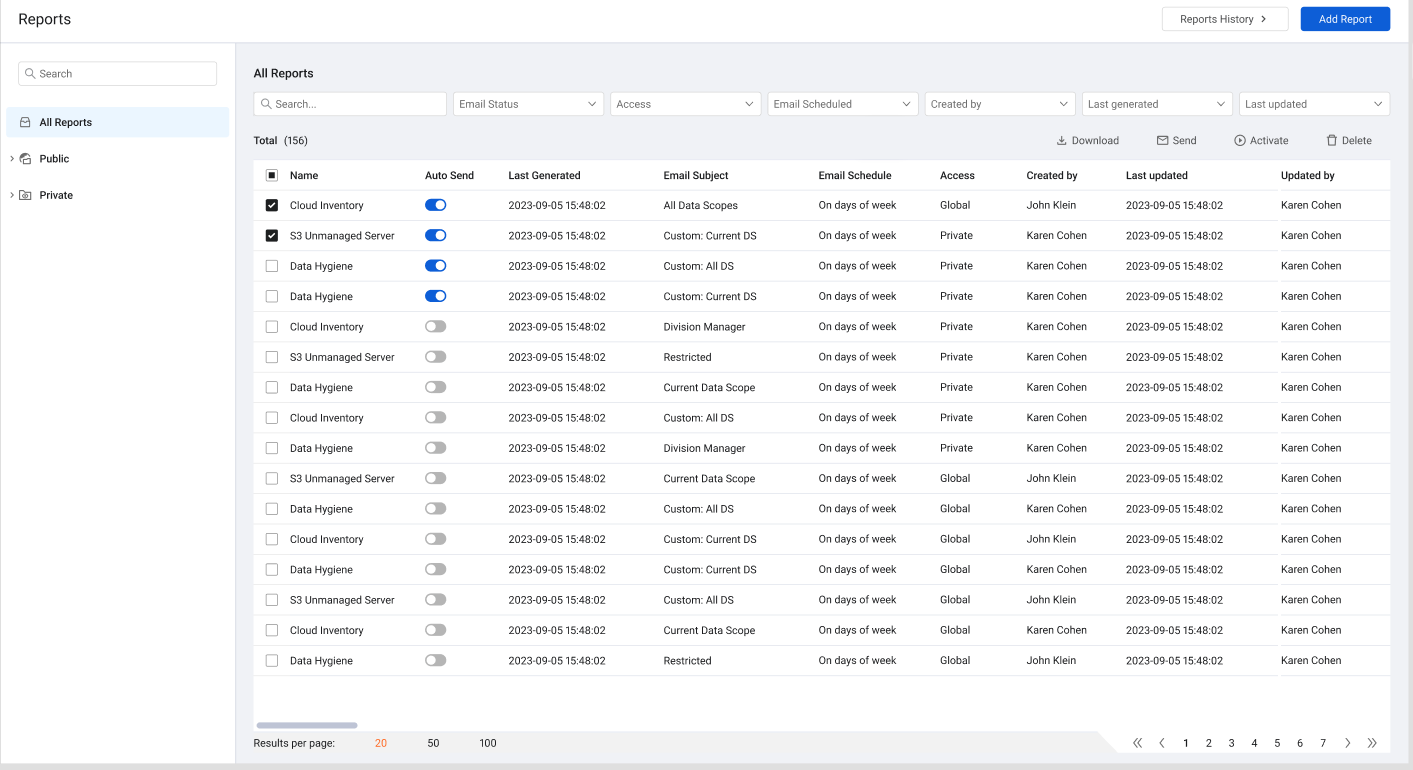 Reports
Reports History
Add Report
Search
All Reports
Public
Private
All Reports
Search... Email Status Access Email Scheduled Created by Last generated Last updated
Total (156) Download Send Activate Delete
Name Auto Send Last Generated Email Subject Email Schedule Access Created by Last updated Updated by
Cloud Inventory 2023-09-05 15:48:02 All Data Scopes On days of week Global John Klein 2023-09-05 15:48:02 Karen Cohen
S3 Unmanaged Server 2023-09-05 15:48:02 Custom: Current DS On days of week Private Karen Cohen 2023-09-05 15:48:02 Karen Cohen
Data Hygiene 2023-09-05 15:48:02 Custom: All DS On days of week Private Karen Cohen 2023-09-05 15:48:02 Karen Cohen
Data Hygiene 2023-09-05 15:48:02 Custom: Current DS On days of week Private Karen Cohen 2023-09-05 15:48:02 Karen Cohen
Cloud Inventory 2023-09-05 15:48:02 Division Manager On days of week Private Karen Cohen 2023-09-05 15:48:02 Karen Cohen
S3 Unmanaged Server 2023-09-05 15:48:02 Restricted On days of week Private Karen Cohen 2023-09-05 15:48:02 Karen Cohen
Data Hygiene 2023-09-05 15:48:02 Current Data Scope On days of week Private Karen Cohen 2023-09-05 15:48:02 Karen Cohen
Cloud Inventory 2023-09-05 15:48:02 Custom: All DS On days of week Private Karen Cohen 2023-09-05 15:48:02 Karen Cohen
Data Hygiene 2023-09-05 15:48:02 Division Manager On days of week Private Karen Cohen 2023-09-05 15:48:02 Karen Cohen
S3 Unmanaged Server 2023-09-05 15:48:02 Current Data Scope On days of week Global John Klein 2023-09-05 15:48:02 Karen Cohen
Data Hygiene 2023-09-05 15:48:02 Custom: All DS On days of week Global Karen Cohen 2023-09-05 15:48:02 Karen Cohen
Cloud Inventory 2023-09-05 15:48:02 Custom: Current DS On days of week Global John Klein 2023-09-05 15:48:02 Karen Cohen
Data Hygiene 2023-09-05 15:48:02 Custom: Current DS On days of week Global Karen Cohen 2023-09-05 15:48:02 Karen Cohen
S3 Unmanaged Server 2023-09-05 15:48:02 Custom: All DS On days of week Global John Klein 2023-09-05 15:48:02 Karen Cohen
Cloud Inventory 2023-09-05 15:48:02 Current Data Scope On days of week Global Karen Cohen 2023-09-05 15:48:02 Karen Cohen
Data Hygiene 2023-09-05 15:48:02 Restricted On days of week Global John Klein 2023-09-05 15:48:02 Karen Cohen
Results per page: 20 50 100 1 2 3 4 5 6 7